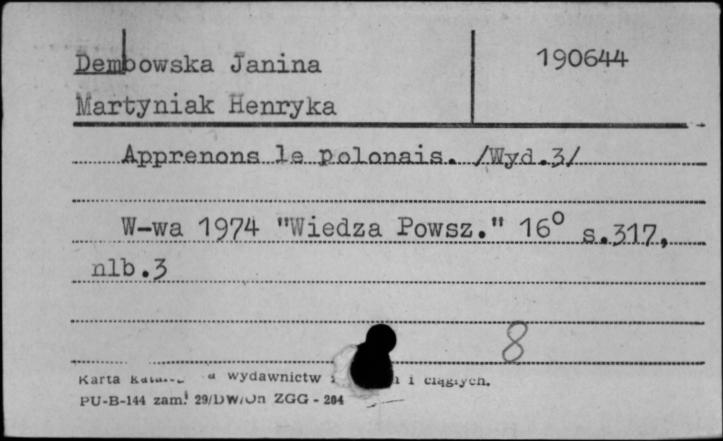 Dembowska Janina
190644
Martyniak Henryka
Apprenons le polonais. /Wyd.3/
W-wa 1974 "Wiedza Powsz." 16° s.317,
nlb.3
8
Karta wydawnictw i ciągłych.
PU-B-144 zam. 29/DW/Jn ZGG - 204